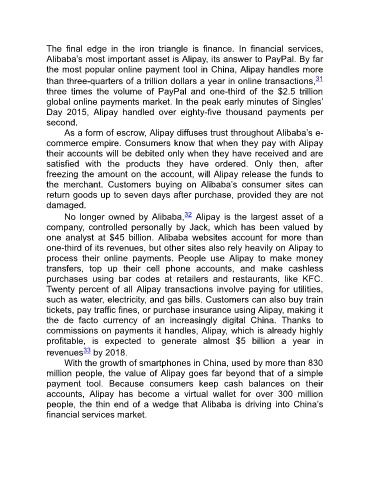 The final edge in the iron triangle is finance. In financial services,
Alibaba's most important asset is Alipay, its answer to PayPal. By far
the most popular online payment tool in China, Alipay handles more
than three-quarters of a trillion dollars a year in online transactions,31
three times the volume of PayPal and one-third of the $2.5 trillion
global online payments market. In the peak early minutes of Singles'
Day 2015, Alipay handled over eighty-five thousand payments per
second.
As a form of escrow, Alipay diffuses trust throughout Alibaba's e-
commerce empire. Consumers know that when they pay with Alipay
their accounts will be debited only when they have received and are
satisfied with the products they have ordered. Only then, after
freezing the amount on the account, will Alipay release the funds to
the merchant. Customers buying on Alibaba's consumer sites can
return goods up to seven days after purchase, provided they are not
damaged.
No longer owned by Alibaba,32 Alipay is the largest asset of a
company, controlled personally by Jack, which has been valued by
one analyst at $45 billion. Alibaba websites account for more than
one-third of its revenues, but other sites also rely heavily on Alipay to
process their online payments. People use Alipay to make money
transfers, top up their cell phone accounts, and make cashless
purchases using bar codes at retailers and restaurants, like KFC.
Twenty percent of all Alipay transactions involve paying for utilities,
such as water, electricity, and gas bills. Customers can also buy train
tickets, pay traffic fines, or purchase insurance using Alipay, making it
the de facto currency of an increasingly digital China. Thanks to
commissions on payments it handles, Alipay, which is already highly
profitable, is expected to generate almost $5 billion a year in
revenues33 by 2018.
With the growth of smartphones in China, used by more than 830
million people, the value of Alipay goes far beyond that of a simple
payment tool. Because consumers keep cash balances on their
accounts, Alipay has become a virtual wallet for over 300 million
people, the thin end of a wedge that Alibaba is driving into China's
financial services market.